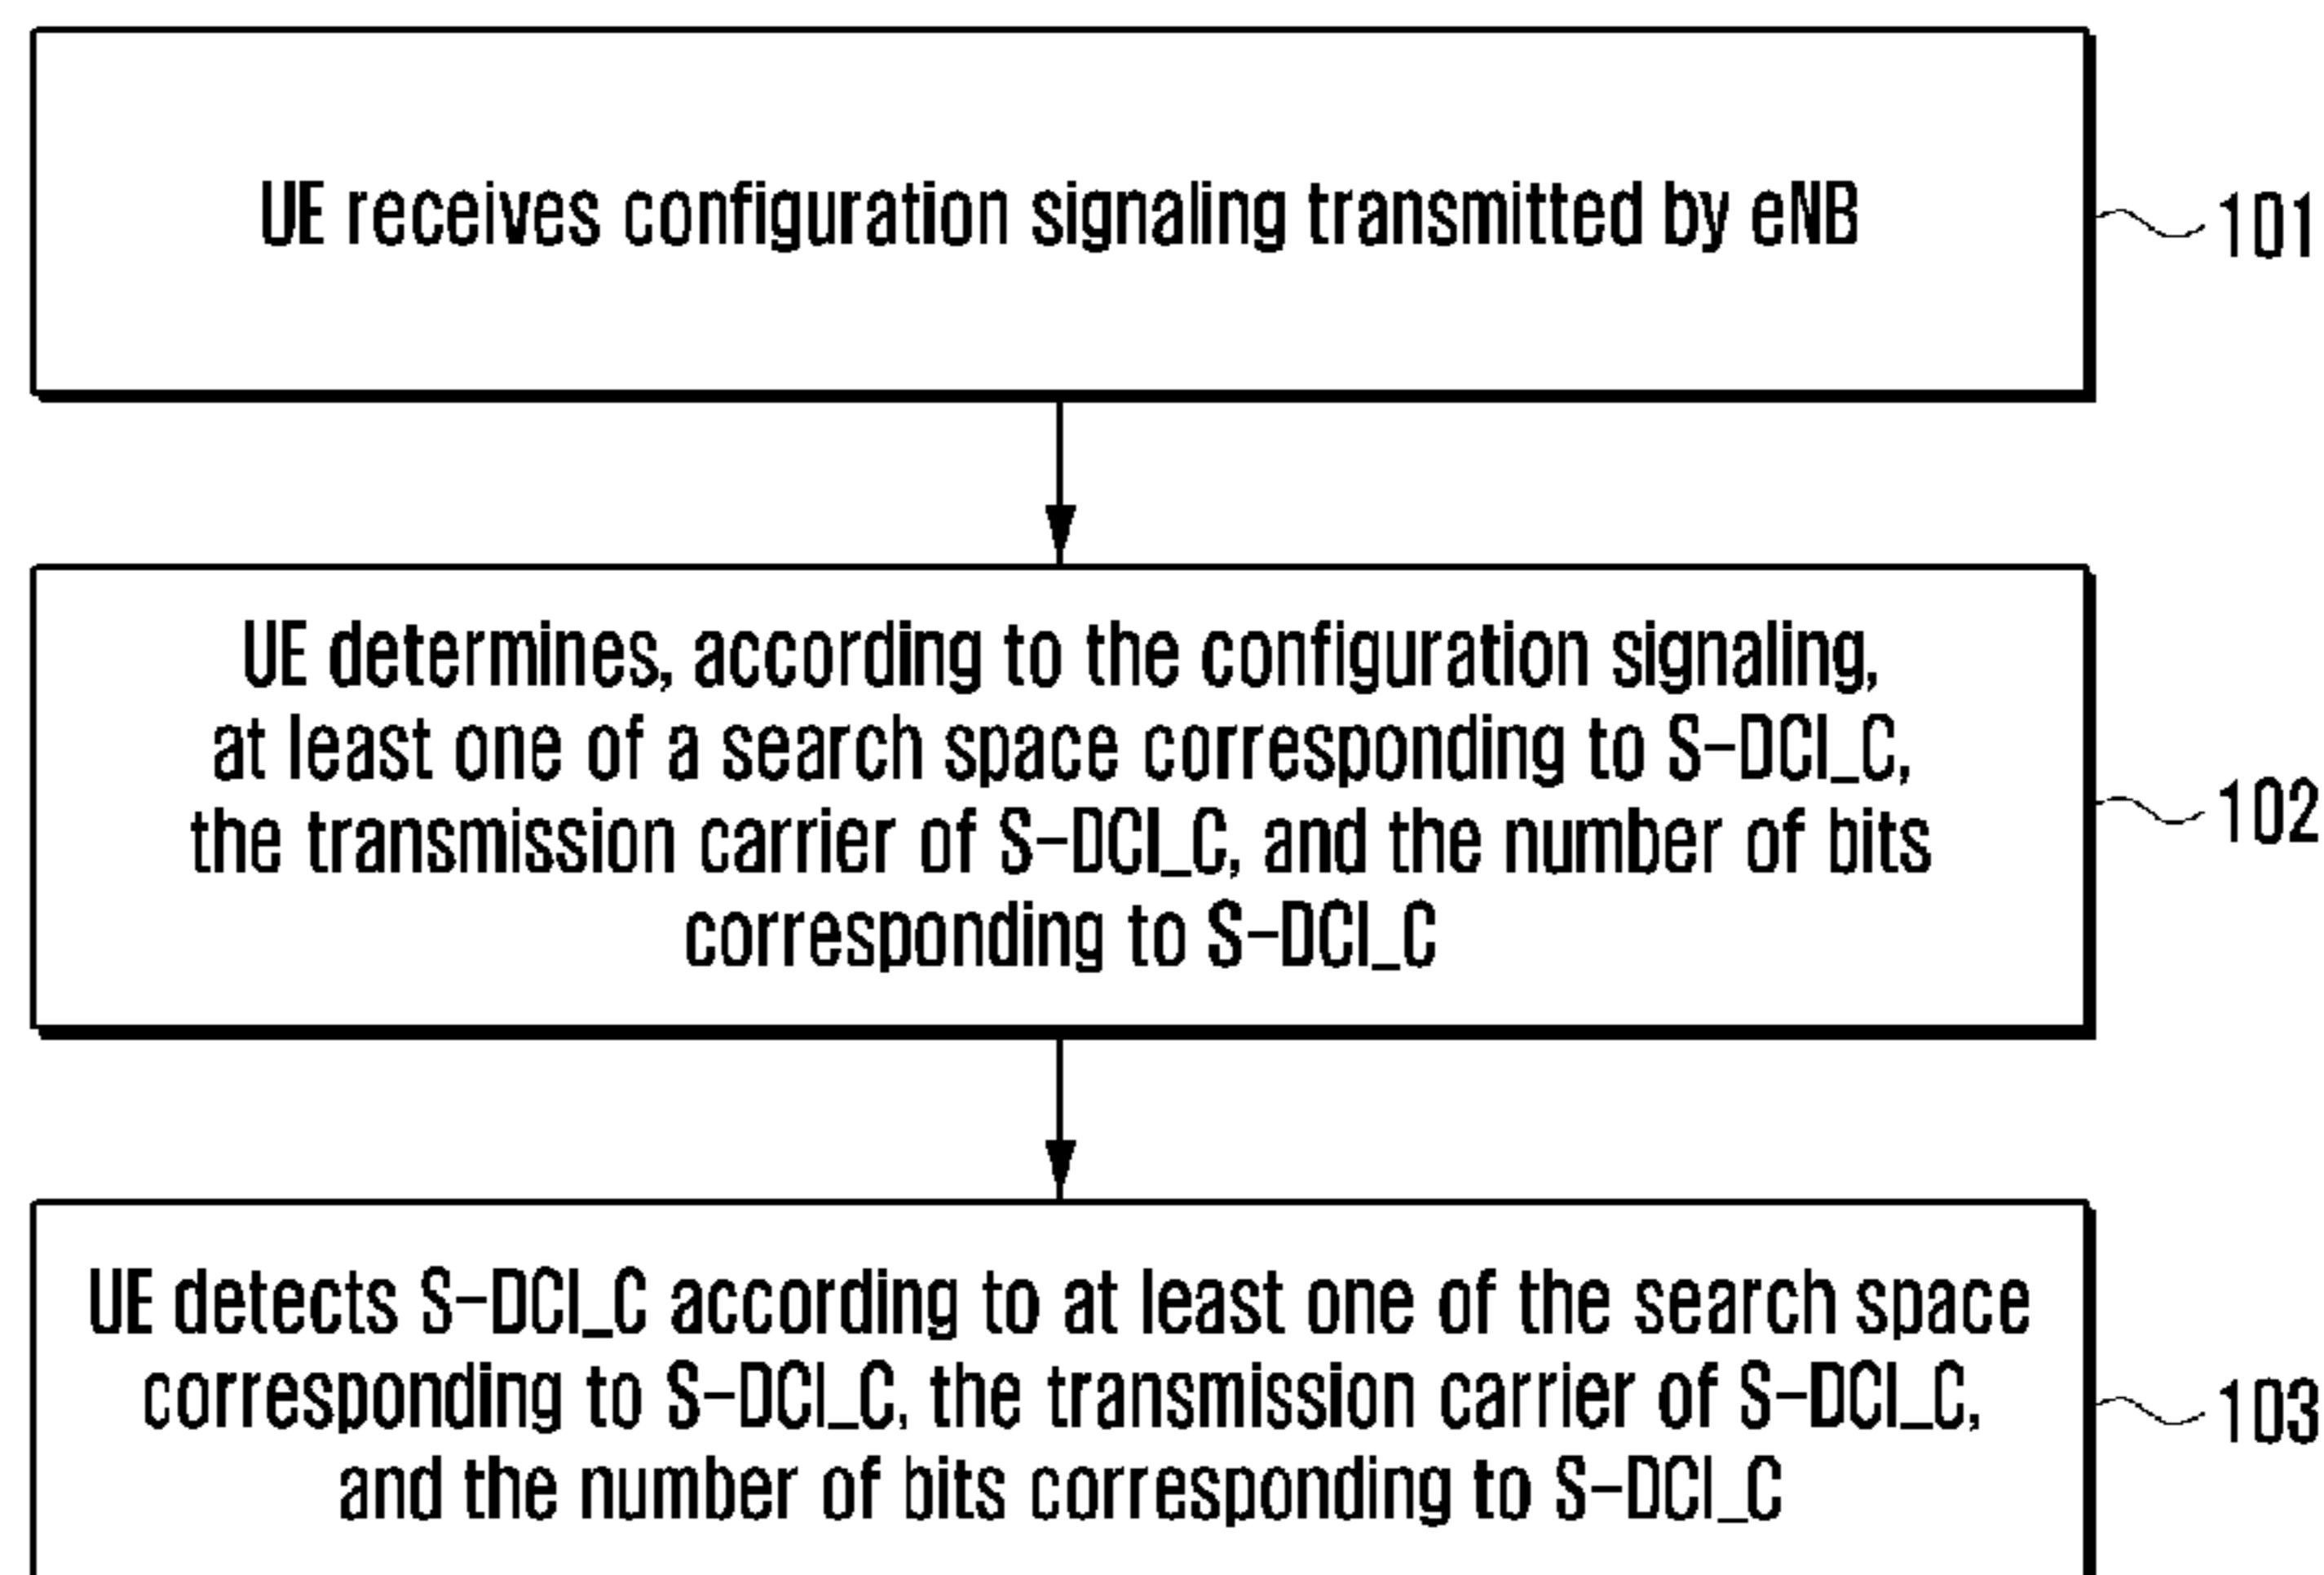 UE receives configuration signaling transmitted by eNB
101
UE determines, according to the configuration signaling,
at least one of a search space corresponding to S-DCI_C,
the transmission carrier of S-DCI_C, and the number of bits
corresponding to S-DCI_C
102
UE detects S-DCI_C according to at least one of the search space
corresponding to S-DCI_C, the transmission carrier of S-DCI_C,
and the number of bits corresponding to S-DCI_C
103